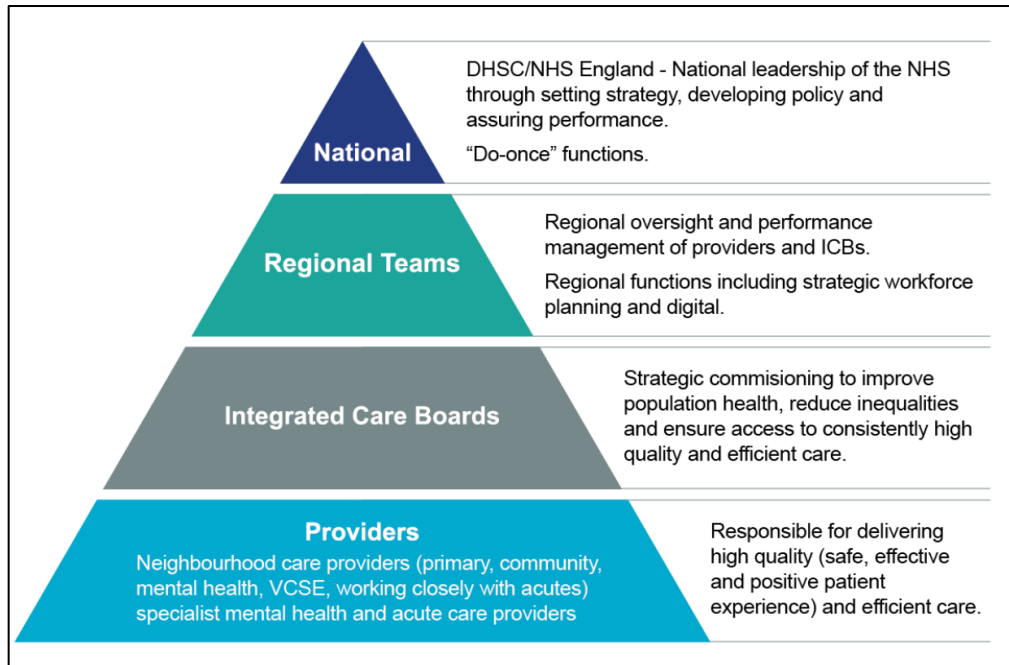 DHSC/NHS England - National leadership of the NHS
through setting strategy, developing policy and
assuring performance.
“Do-once” functions.
National
Regional oversight and performance
management of providers and ICBs.
Regional functions including strategic workforce
planning and digital.
Regional Teams
Strategic commisioning to improve
population health, reduce inequalities
and ensure access to consistently high
quality and efficient care.
Integrated Care Boards
Providers
Neighbourhood care providers (primary, community,
mental health, VCSE, working closely with acutes)
specialist mental health and acute care providers
Responsible for delivering
high quality (safe, effective
and positive patient
experience) and efficient care.